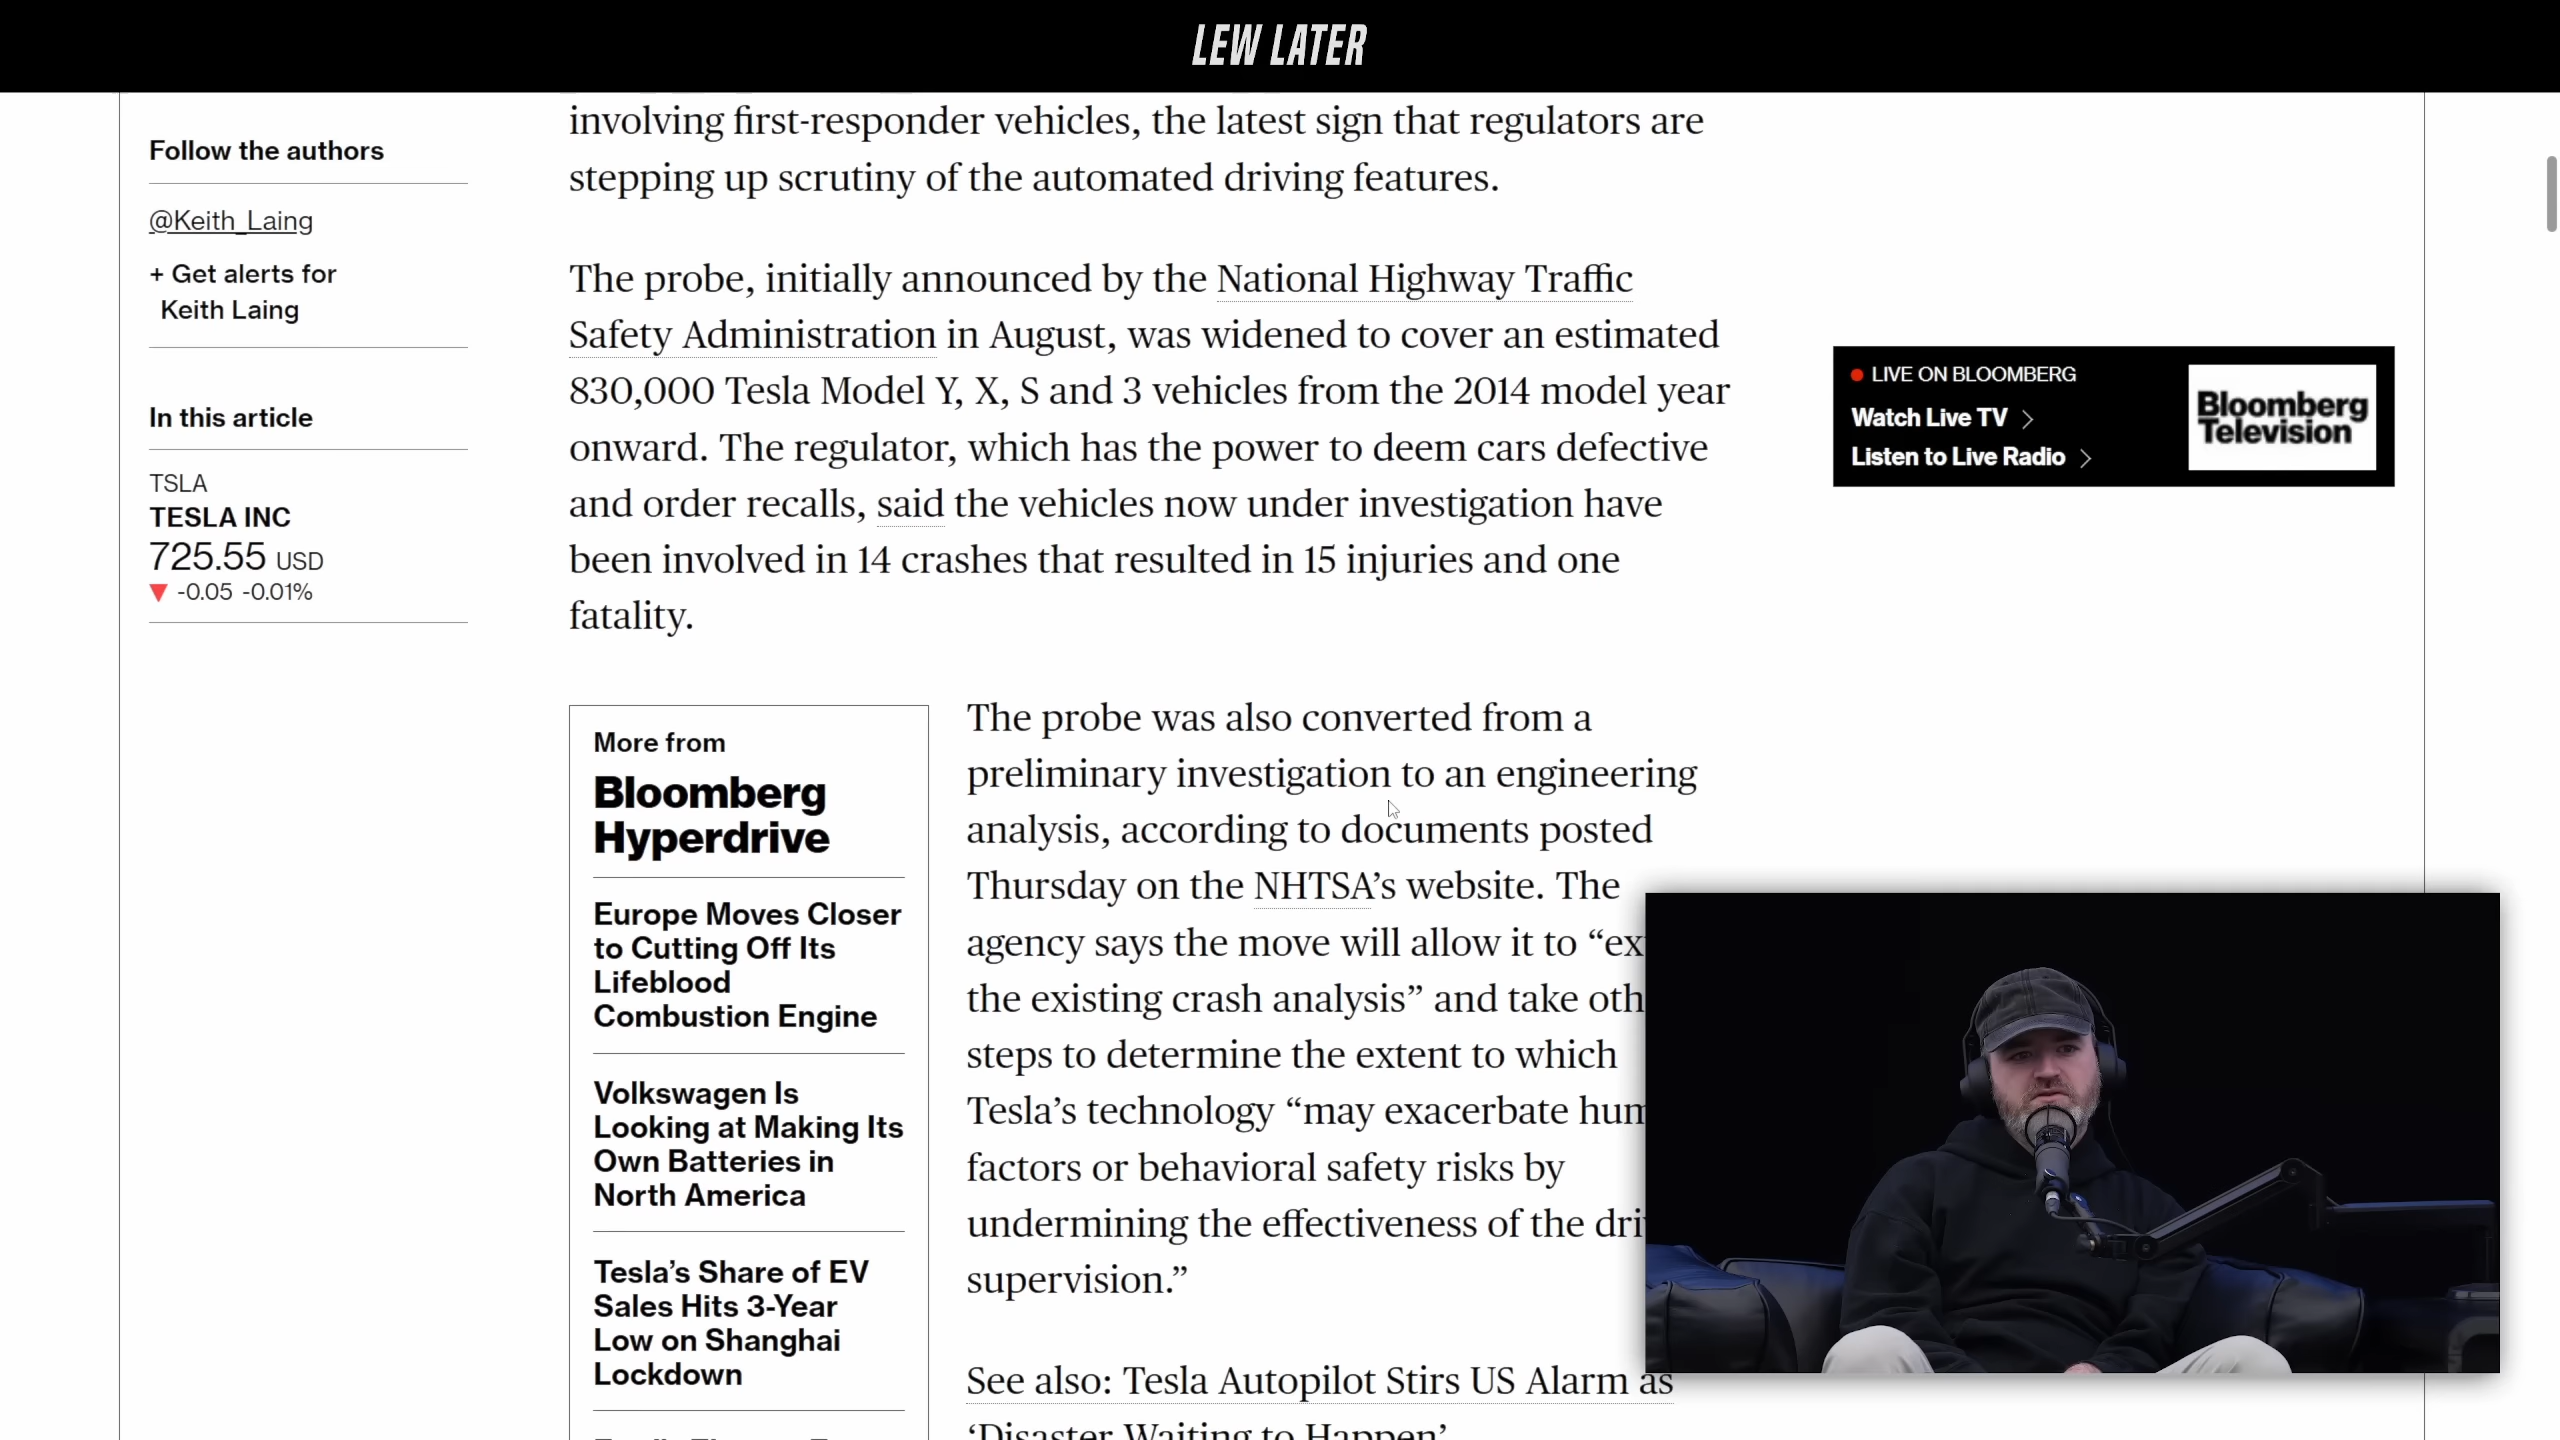 LEW LATER
Follow the authors
@Keith_Laing
+ Get alerts for
Keith Laing
In this article
TSLA
TESLA INC
725.55 USD
-0.05 -0.01%
involving first-responder vehicles, the latest sign that regulators are
stepping up scrutiny of the automated driving features.
The probe, initially announced by the National Highway Traffic
Safety Administration in August, was widened to cover an estimated
830,000 Tesla Model Y, X, S and 3 vehicles from the 2014 model year
onward. The regulator, which has the power to deem cars defective
and order recalls, said the vehicles now under investigation have
been involved in 14 crashes that resulted in 15 injuries and one
fatality.
LIVE ON BLOOMBERG
Watch Live TV
Listen to Live Radio
Bloomberg
Television
More from
Bloomberg
Hyperdrive
Europe Moves Closer
to Cutting Off Its
Lifeblood
Combustion Engine
Volkswagen Is
Looking at Making Its
Own Batteries in
North America
Tesla’s Share of EV
Sales Hits 3-Year
Low on Shanghai
Lockdown
The probe was also converted from a
preliminary investigation to an engineering
analysis, according to documents posted
Thursday on the NHTSA’s website. The
agency says the move will allow it to “ex
the existing crash analysis” and take oth
steps to determine the extent to which
Tesla’s technology “may exacerbate hum
factors or behavioral safety risks by
undermining the effectiveness of the dri
supervision.”
See also: Tesla Autopilot Stirs US Alarm as
‘Disaster Waiting to Happen’